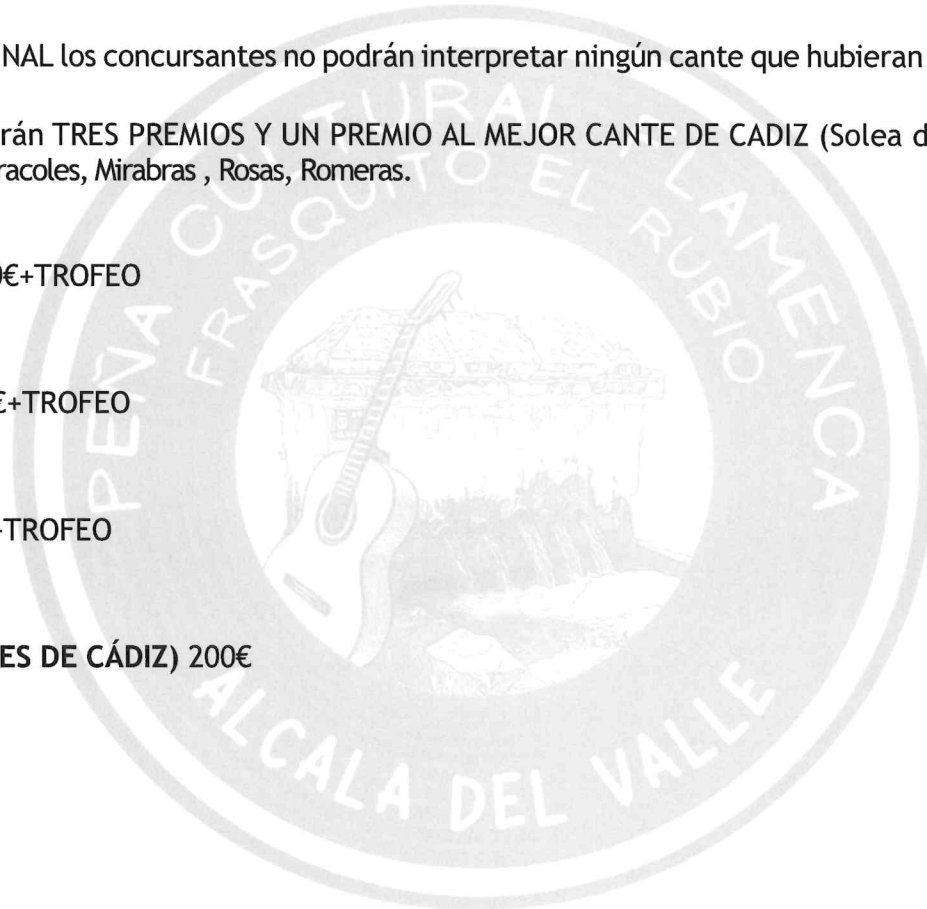 NAL los concursantes no podrán interpretar ningún cante que hubieran
rán TRES PREMIOS Y UN PREMIO AL MEJOR CANTE DE CADIZ (Solea d
racoles, Mirabras , Rosas, Romeras.
0€+TROFEO
€+TROFEO
+TROFEO
ES DE CÁDIZ) 200€
PEÑA CULTURAL FLAMENCA
FRASQUITO EL RUBIO
ALCALA DEL VALLE